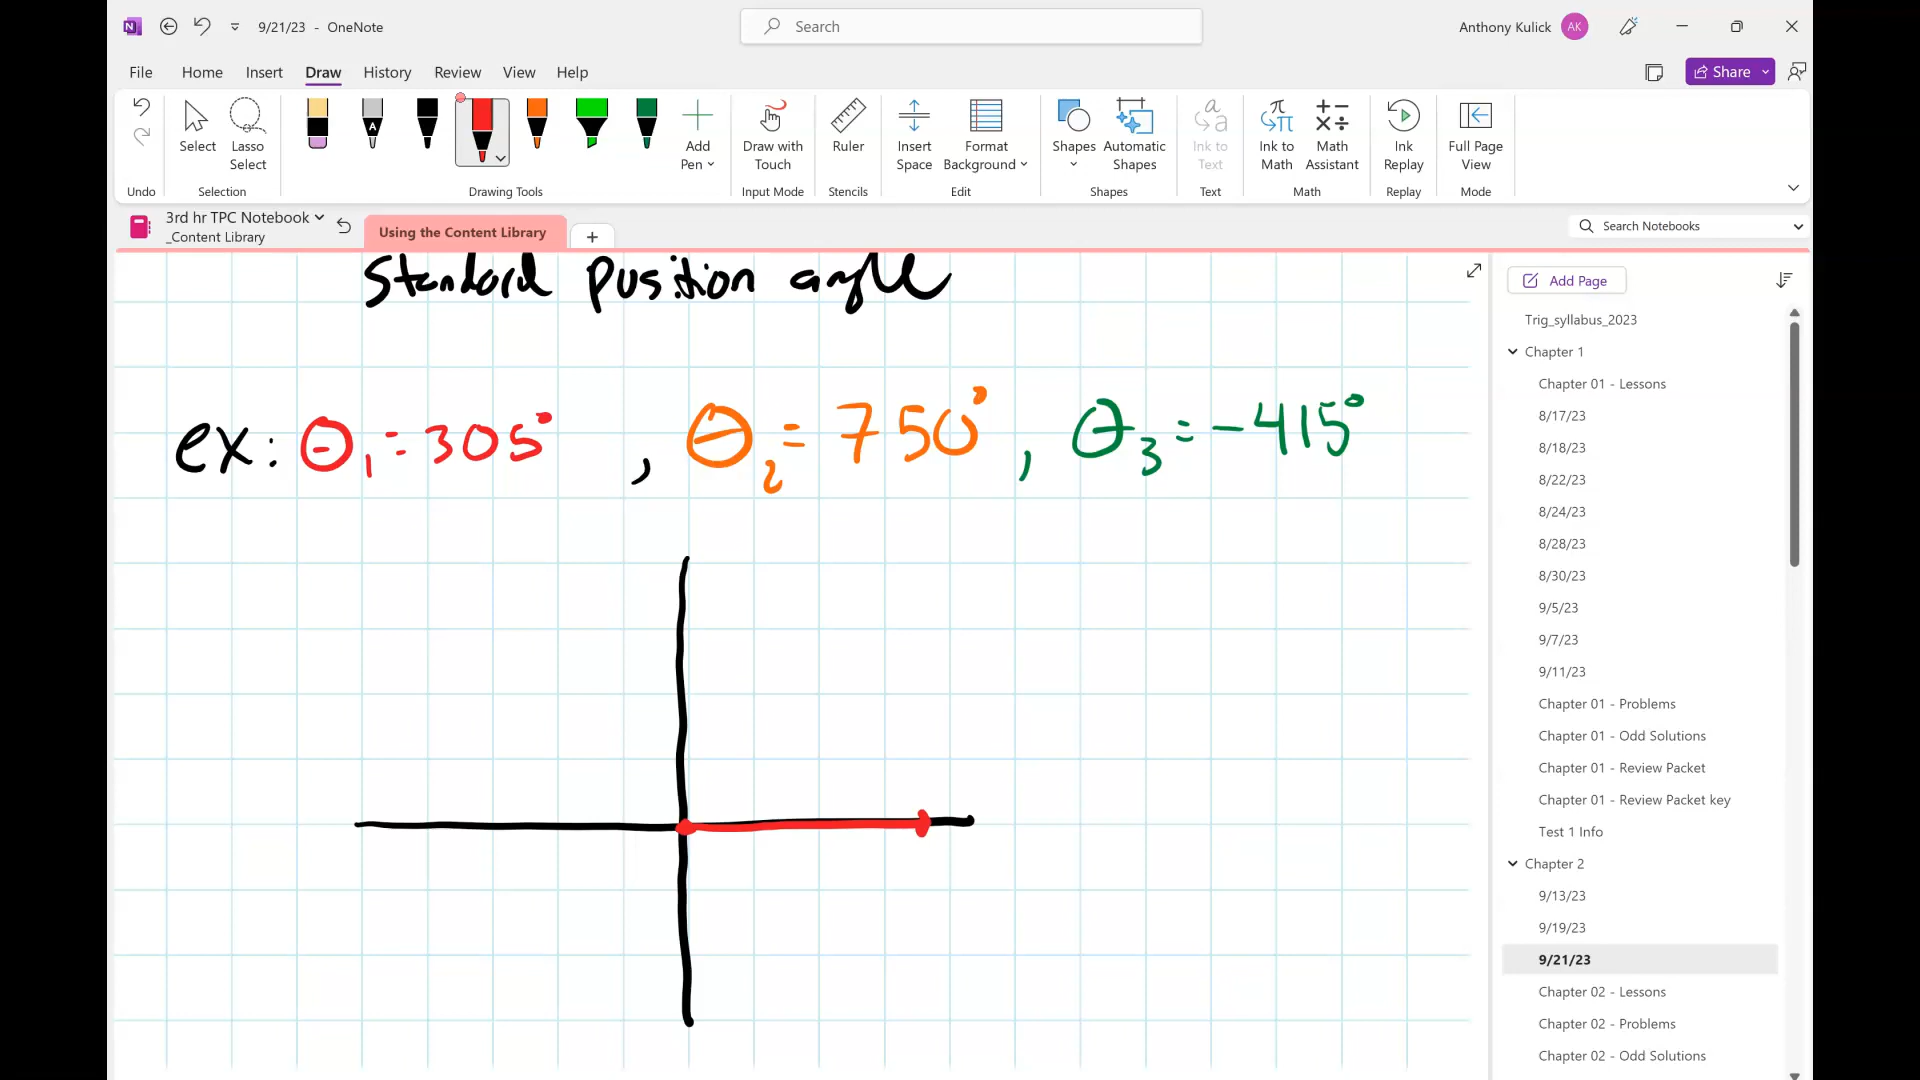 9/21/23 - OneNote
Search
Anthony Kulick AK
File Home Insert Draw History Review View Help
Share
Select
Lasso Select
Add Pen
Draw with Touch
Ruler
Insert Space
Format Background
Shapes
Automatic Shapes
Ink to Text
Ink to Math
Math Assistant
Ink Replay
Full Page View
Undo Selection Drawing Tools Input Mode Stencils Edit Shapes Text Math Replay Mode
3rd hr TPC Notebook
_Content Library
Using the Content Library
Search Notebooks
standard position angle
ex: θ₁ = 305° , θ₂ = 750° , θ₃ = -415°
Add Page
Trig_syllabus_2023
Chapter 1
Chapter 01 - Lessons
8/17/23
8/18/23
8/22/23
8/24/23
8/28/23
8/30/23
9/5/23
9/7/23
9/11/23
Chapter 01 - Problems
Chapter 01 - Odd Solutions
Chapter 01 - Review Packet
Chapter 01 - Review Packet key
Test 1 Info
Chapter 2
9/13/23
9/19/23
9/21/23
Chapter 02 - Lessons
Chapter 02 - Problems
Chapter 02 - Odd Solutions